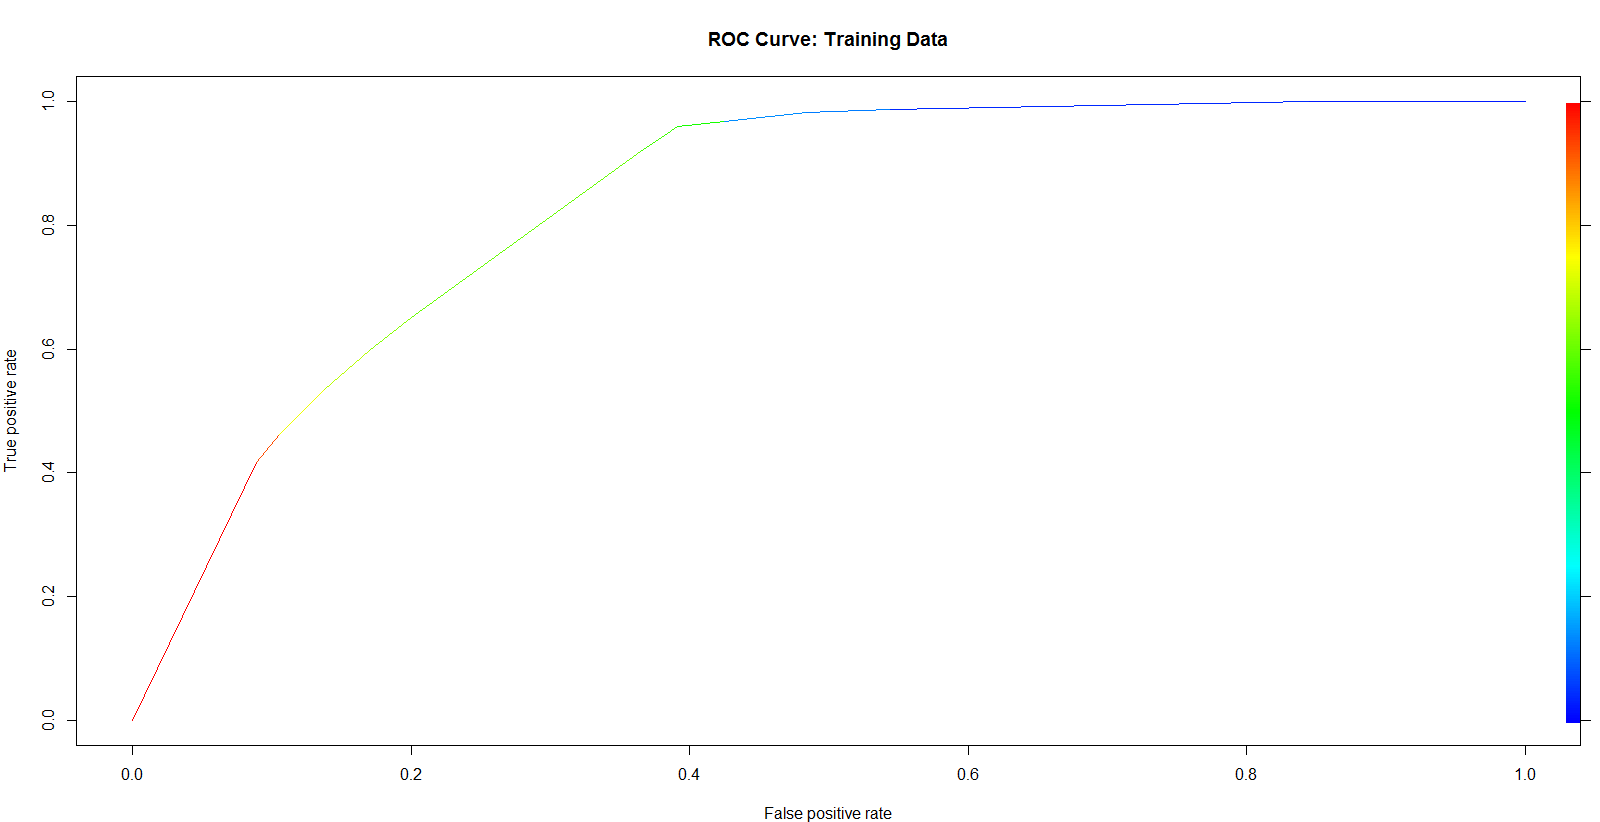 ROC Curve: Training Data
True positive rate
1.0
0.8
0.6
0.4
0.2
0.0
0.0 0.2 0.4 0.6 0.8 1.0
False positive rate